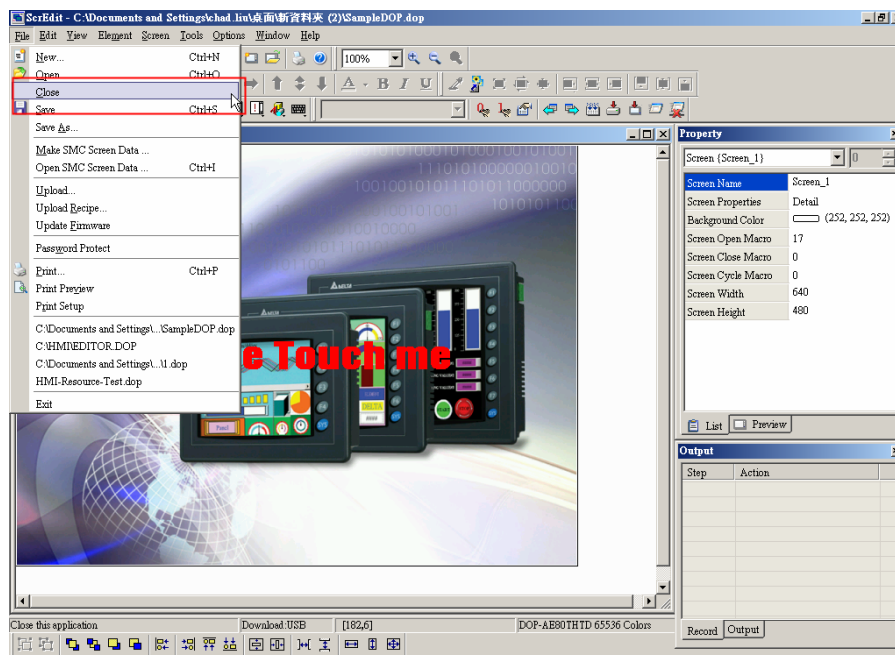 ScrEdit - C:\Documents and Settings\chad.liu\桌面\新資料夾 (2)\SampleDOP.dop
File Edit View Element Screen Tools Options Window Help
New... Ctrl+N
Open... Ctrl+O
Close
Save Ctrl+S
Save As...
Make SMC Screen Data ...
Open SMC Screen Data ... Ctrl+I
Upload...
Upload Recipe...
Update Firmware
Password Protect
Print... Ctrl+P
Print Preview
Print Setup
C:\Documents and Settings\...\SampleDOP.dop
C:\HMI\EDITOR.DOP
C:\Documents and Settings\...\1.dop
HMI-Resource-Test.dop
Exit
100%
A B I U
e Touch me
DELTA
DELTA
Property
Screen {Screen_1} 0
Screen Name Screen_1
Screen Properties Detail
Background Color (252, 252, 252)
Screen Open Macro 17
Screen Close Macro 0
Screen Cycle Macro 0
Screen Width 640
Screen Height 480
List Preview
Output
Step Action
Record Output
Close this application Download:USB [182,6] DOP-AE80THTD 65536 Colors